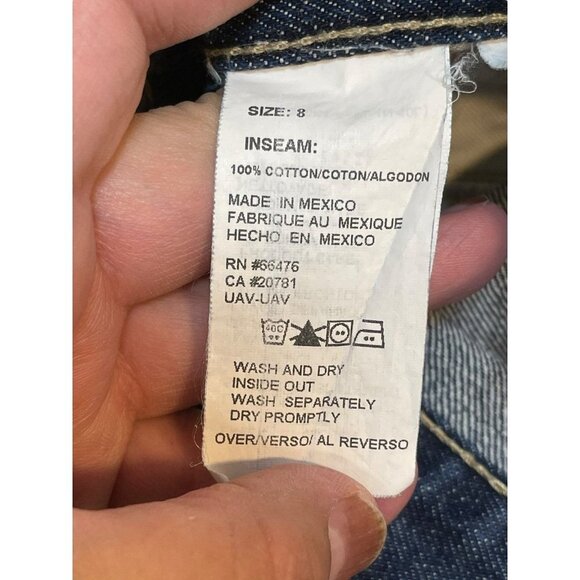 SIZE: 8
INSEAM:
100% COTTON/COTON/ALGODON
MADE IN MEXICO
FABRIQUE AU MEXIQUE
HECHO EN MEXICO
RN #66476
CA #20781
UAV-UAV
40C
WASH AND DRY
INSIDE OUT
WASH SEPARATELY
DRY PROMPTLY
OVER/VERSO/ AL REVERSO